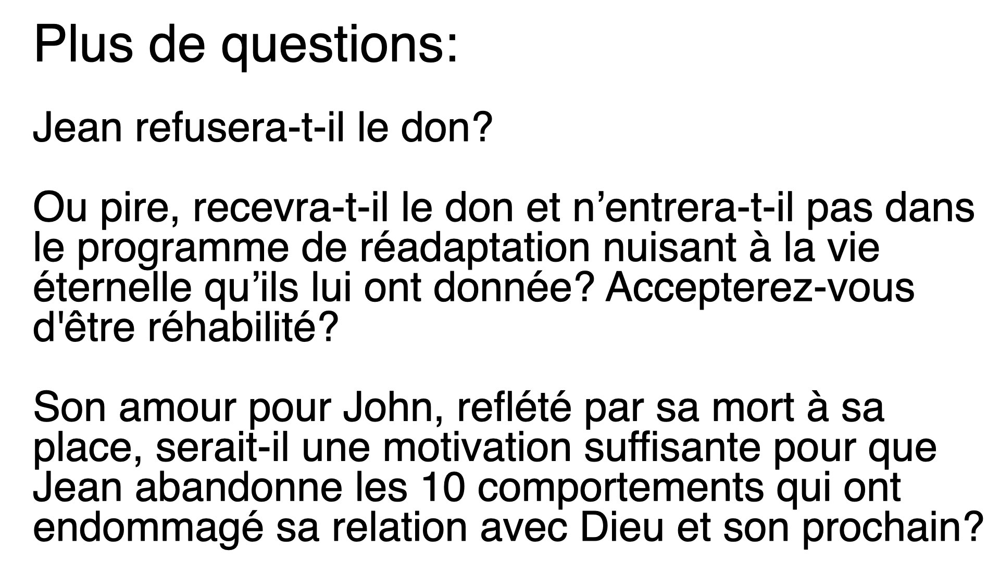 Plus de questions:
Jean refusera-t-il le don?
Ou pire, recevra-t-il le don et n’entrera-t-il pas dans
le programme de réadaptation nuisant à la vie
éternelle qu’ils lui ont donnée? Accepterez-vous
d'être réhabilité?
Son amour pour John, reflété par sa mort à sa
place, serait-il une motivation suffisante pour que
Jean abandonne les 10 comportements qui ont
endommagé sa relation avec Dieu et son prochain?